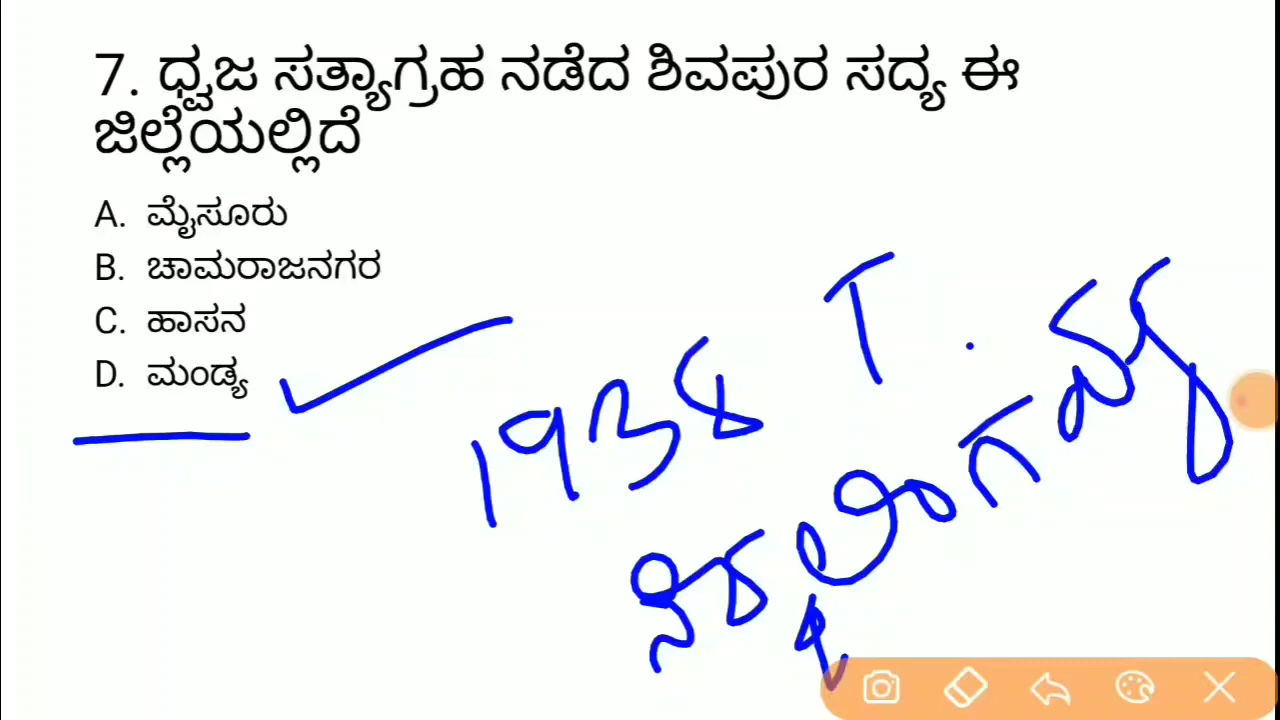 7. ಧ್ವಜ ಸತ್ಯಾಗ್ರಹ ನಡೆದ ಶಿವಪುರ ಸದ್ಯ ಈ
ಜಿಲ್ಲೆಯಲ್ಲಿದೆ
A. ಮೈಸೂರು
B. ಚಾಮರಾಜನಗರ
C. ಹಾಸನ
D. ಮಂಡ್ಯ
1938 T.